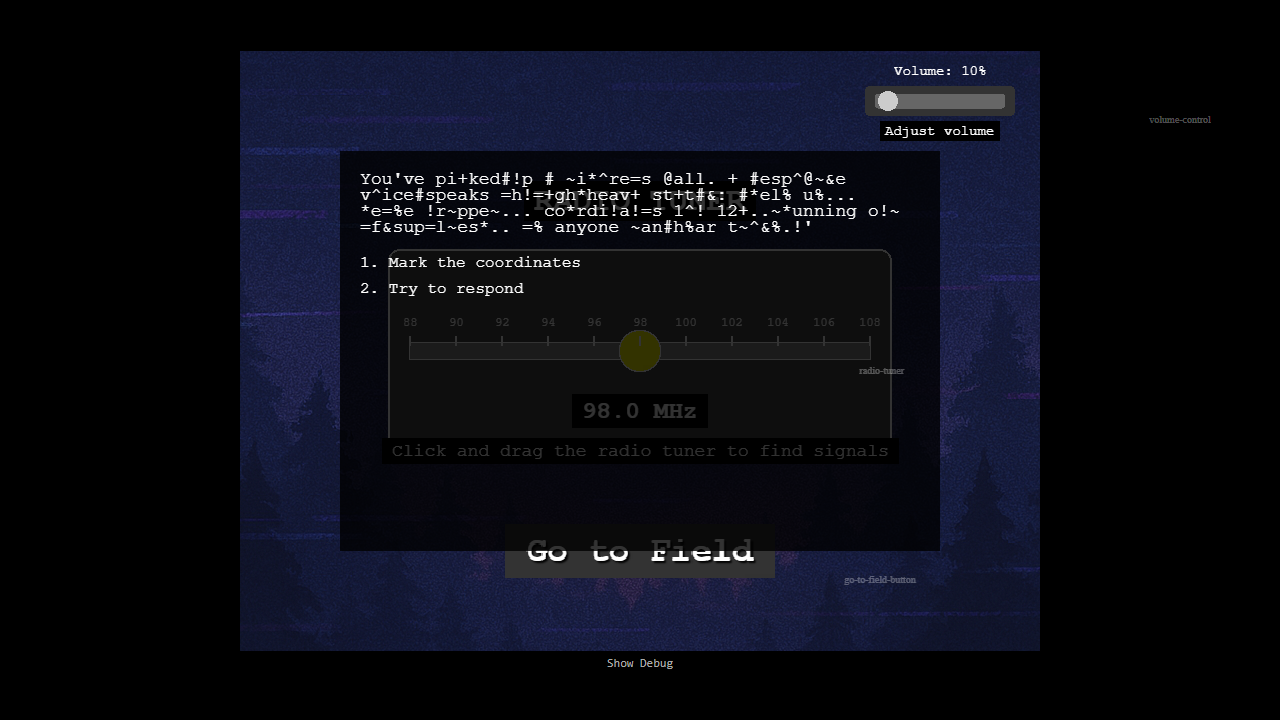 Volume: 10%
Adjust volume
volume-control
You've pi+ked#!p # ~i*^re=s @all. + #esp^@~&e
v^ice#speaks =h!=+gh*heav+ st+t#&: #*el% u%...
*e=%e !r~ppe~... co*rdi!a!=s 1^! 12+..~*unning o!~
=f&sup=l~es*.. =% anyone ~an#h%ar t~^&%.!'
RADIO TUNER
1. Mark the coordinates
2. Try to respond
88 90 92 94 96 98 100 102 104 106 108
radio-tuner
98.0 MHz
Click and drag the radio tuner to find signals
Go to Field
go-to-field-button
Show Debug